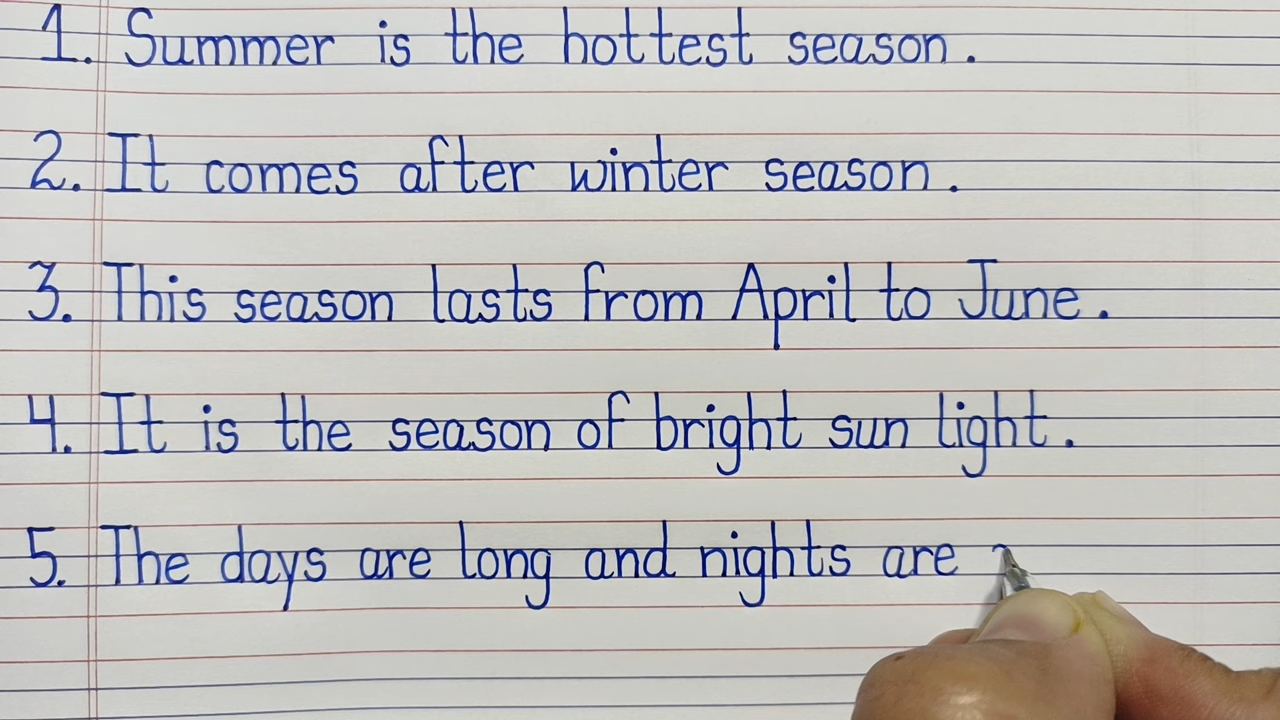 1. Summer is the hottest season.
2. It comes after winter season.
3. This season lasts from April to June.
4. It is the season of bright sun light.
5. The days are long and nights are